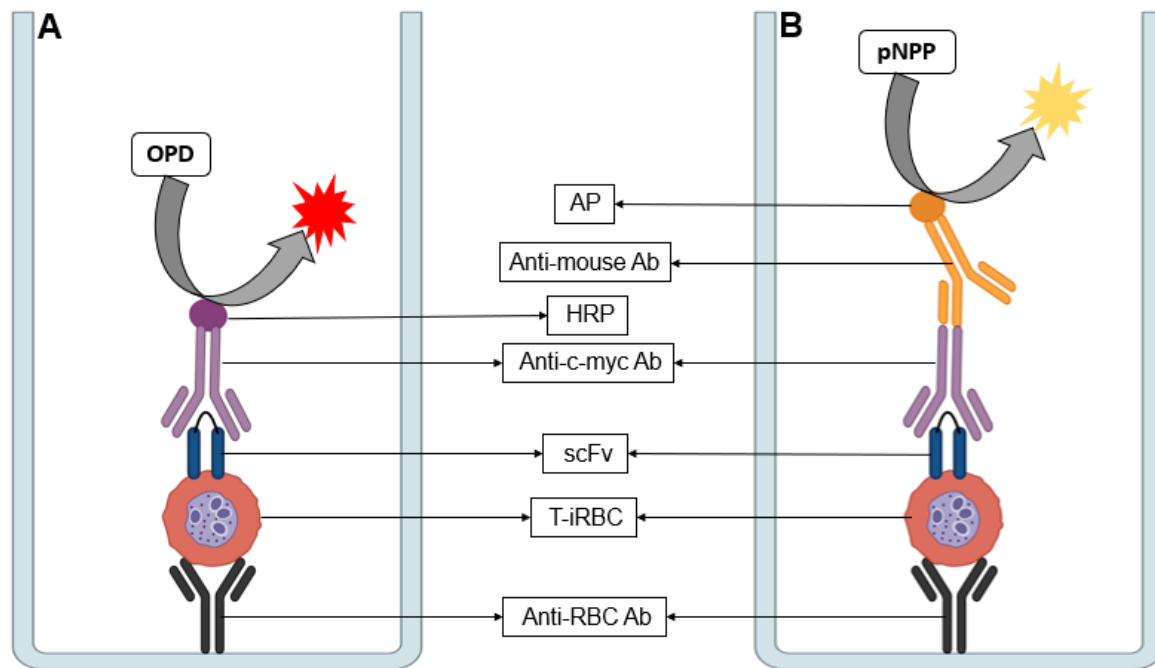 A
B
pNPP
OPD
AP
Anti-mouse Ab
HRP
Anti-c-myc Ab
scFv
T-iRBC
Anti-RBC Ab